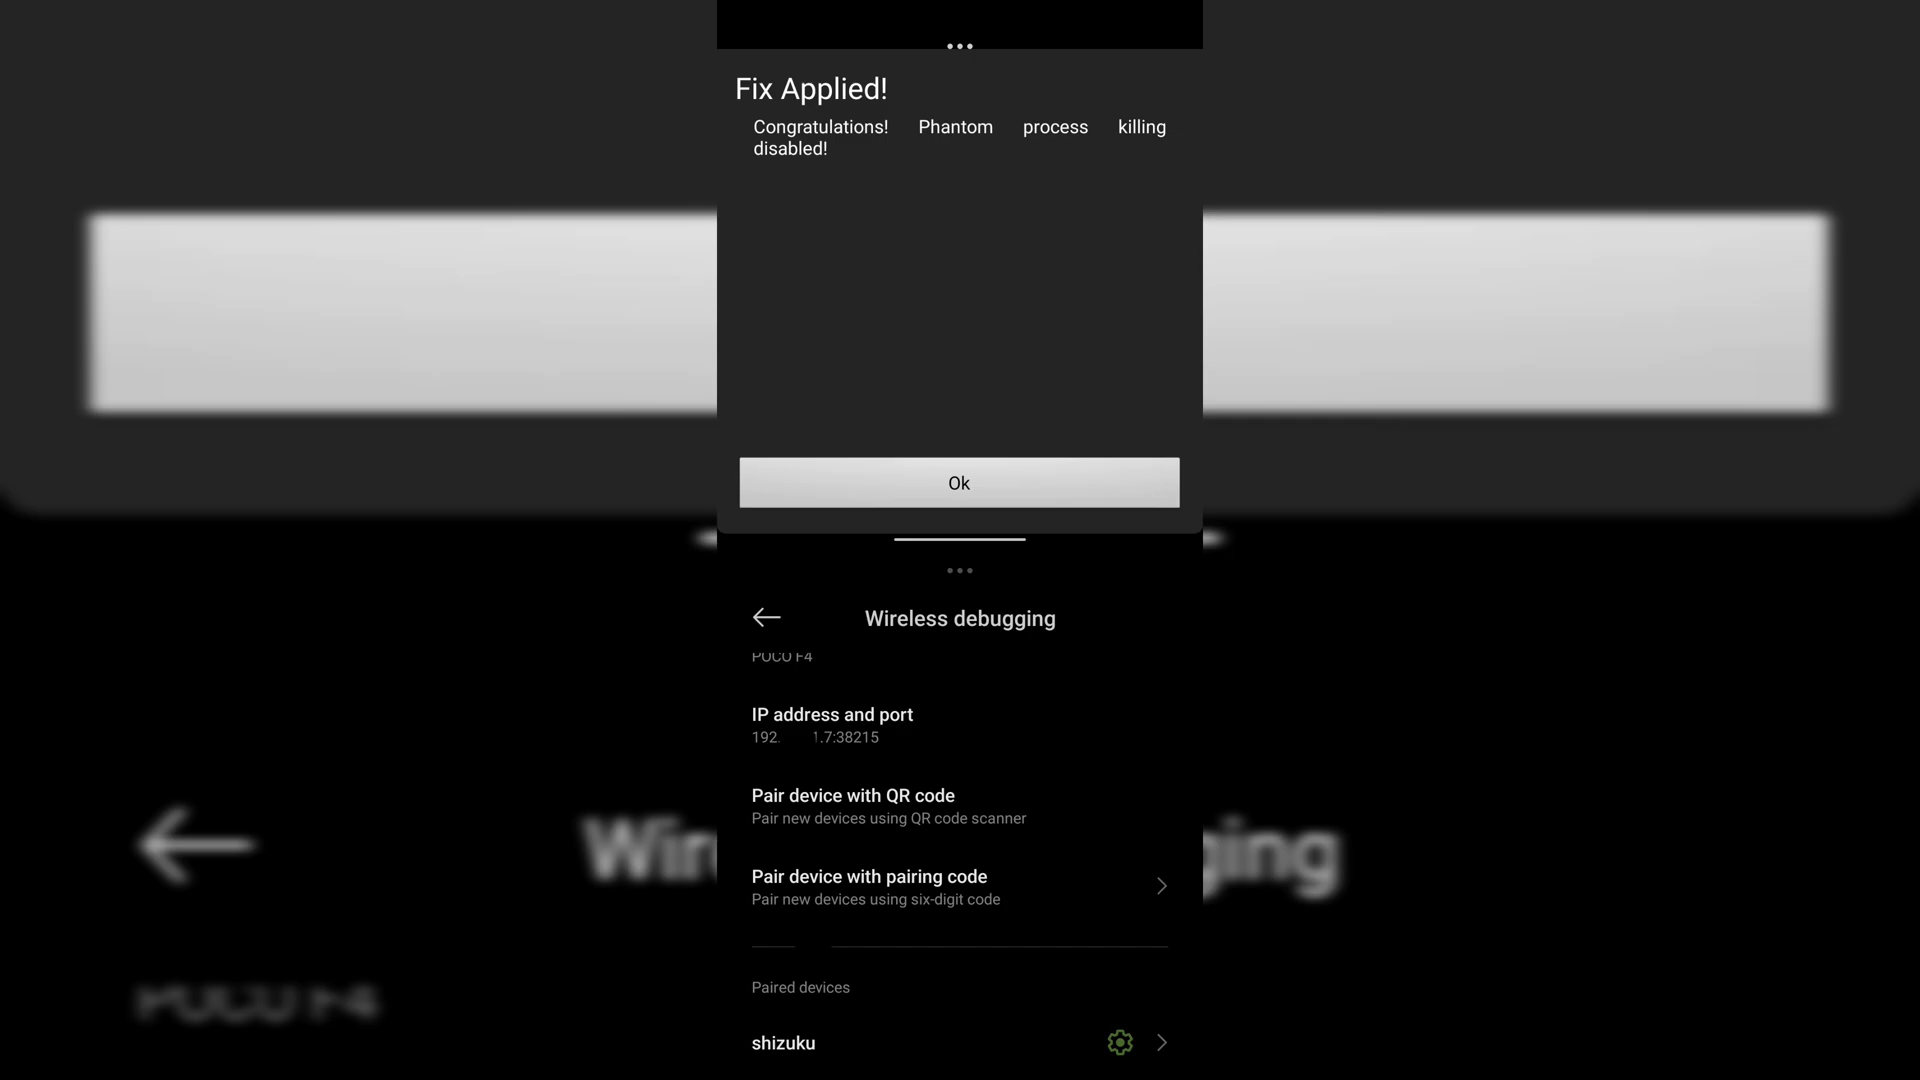 Fix Applied!
Congratulations! Phantom process killing
disabled!
Ok
Wireless debugging
POCO F4
IP address and port
192. 1.7:38215
Pair device with QR code
Pair new devices using QR code scanner
Pair device with pairing code
Pair new devices using six-digit code
Paired devices
shizuku